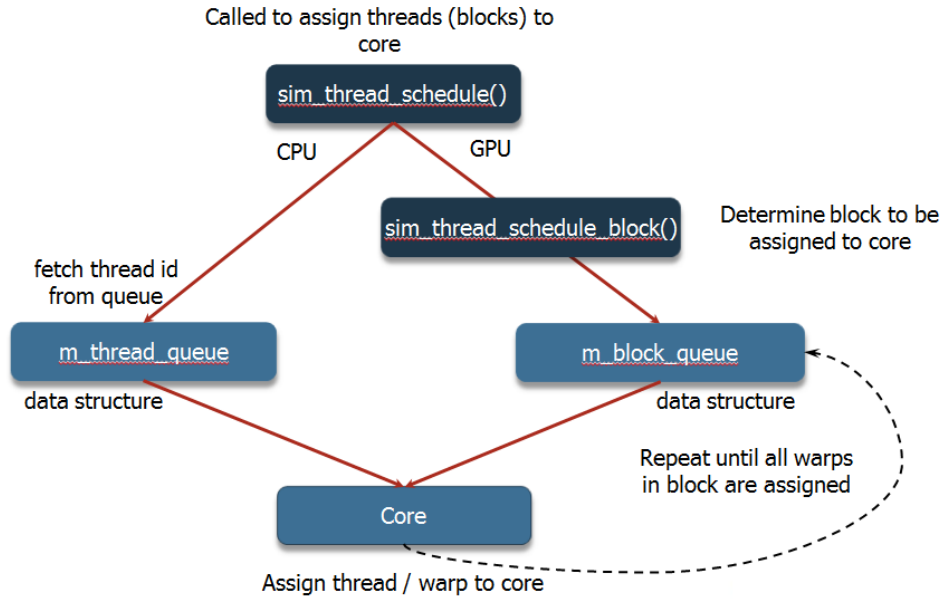 Called to assign threads (blocks) to
core
sim_thread_schedule()
CPU
GPU
sim_thread_schedule_block()
Determine block to be
assigned to core
fetch thread id
from queue
m_thread_queue
m_block_queue
data structure
data structure
Repeat until all warps
in block are assigned
Core
Assign thread / warp to core